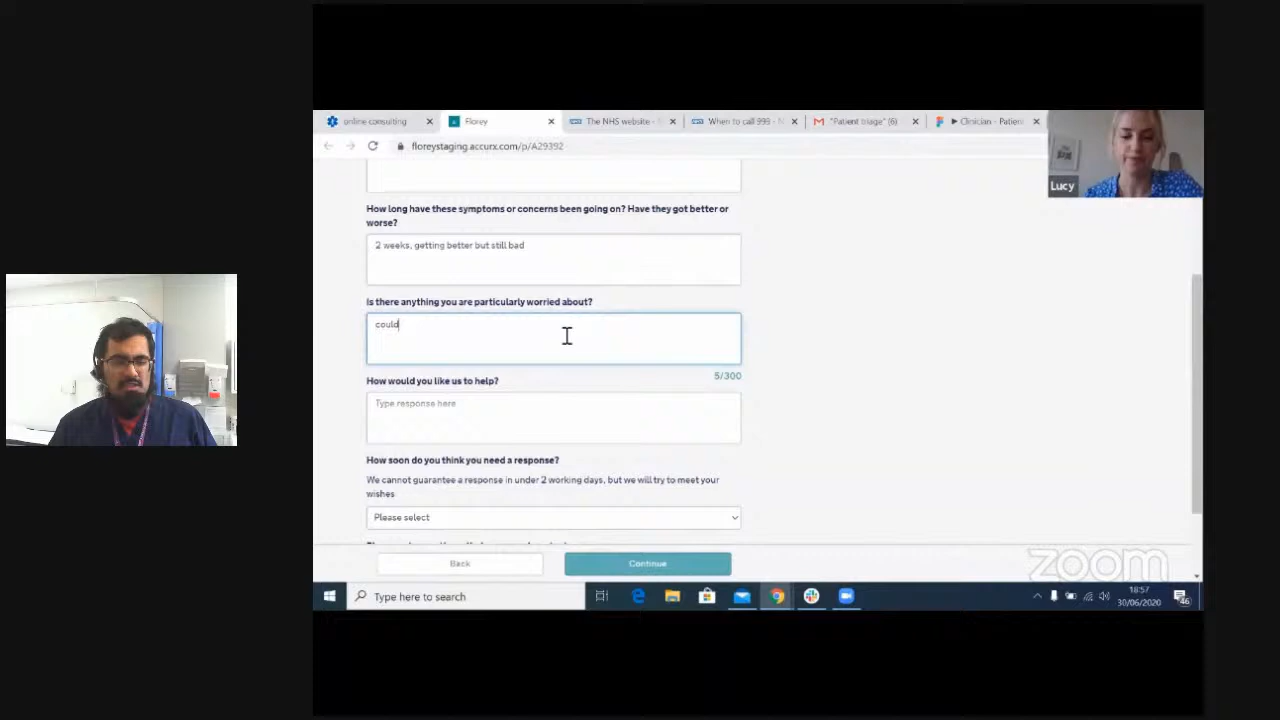 online consulting
Florey
The NHS website -
When to call 999 - N
"Patient triage" (6)
Clinician - Patient
floreystaging.accurx.com/p/A29392
Lucy
How long have these symptoms or concerns been going on? Have they got better or
worse?
2 weeks, getting better but still bad
Is there anything you are particularly worried about?
could
5/300
How would you like us to help?
Type response here
How soon do you think you need a response?
We cannot guarantee a response in under 2 working days, but we will try to meet your
wishes
Please select
Back
Continue
zoom
Type here to search
18:57
30/06/2020
46